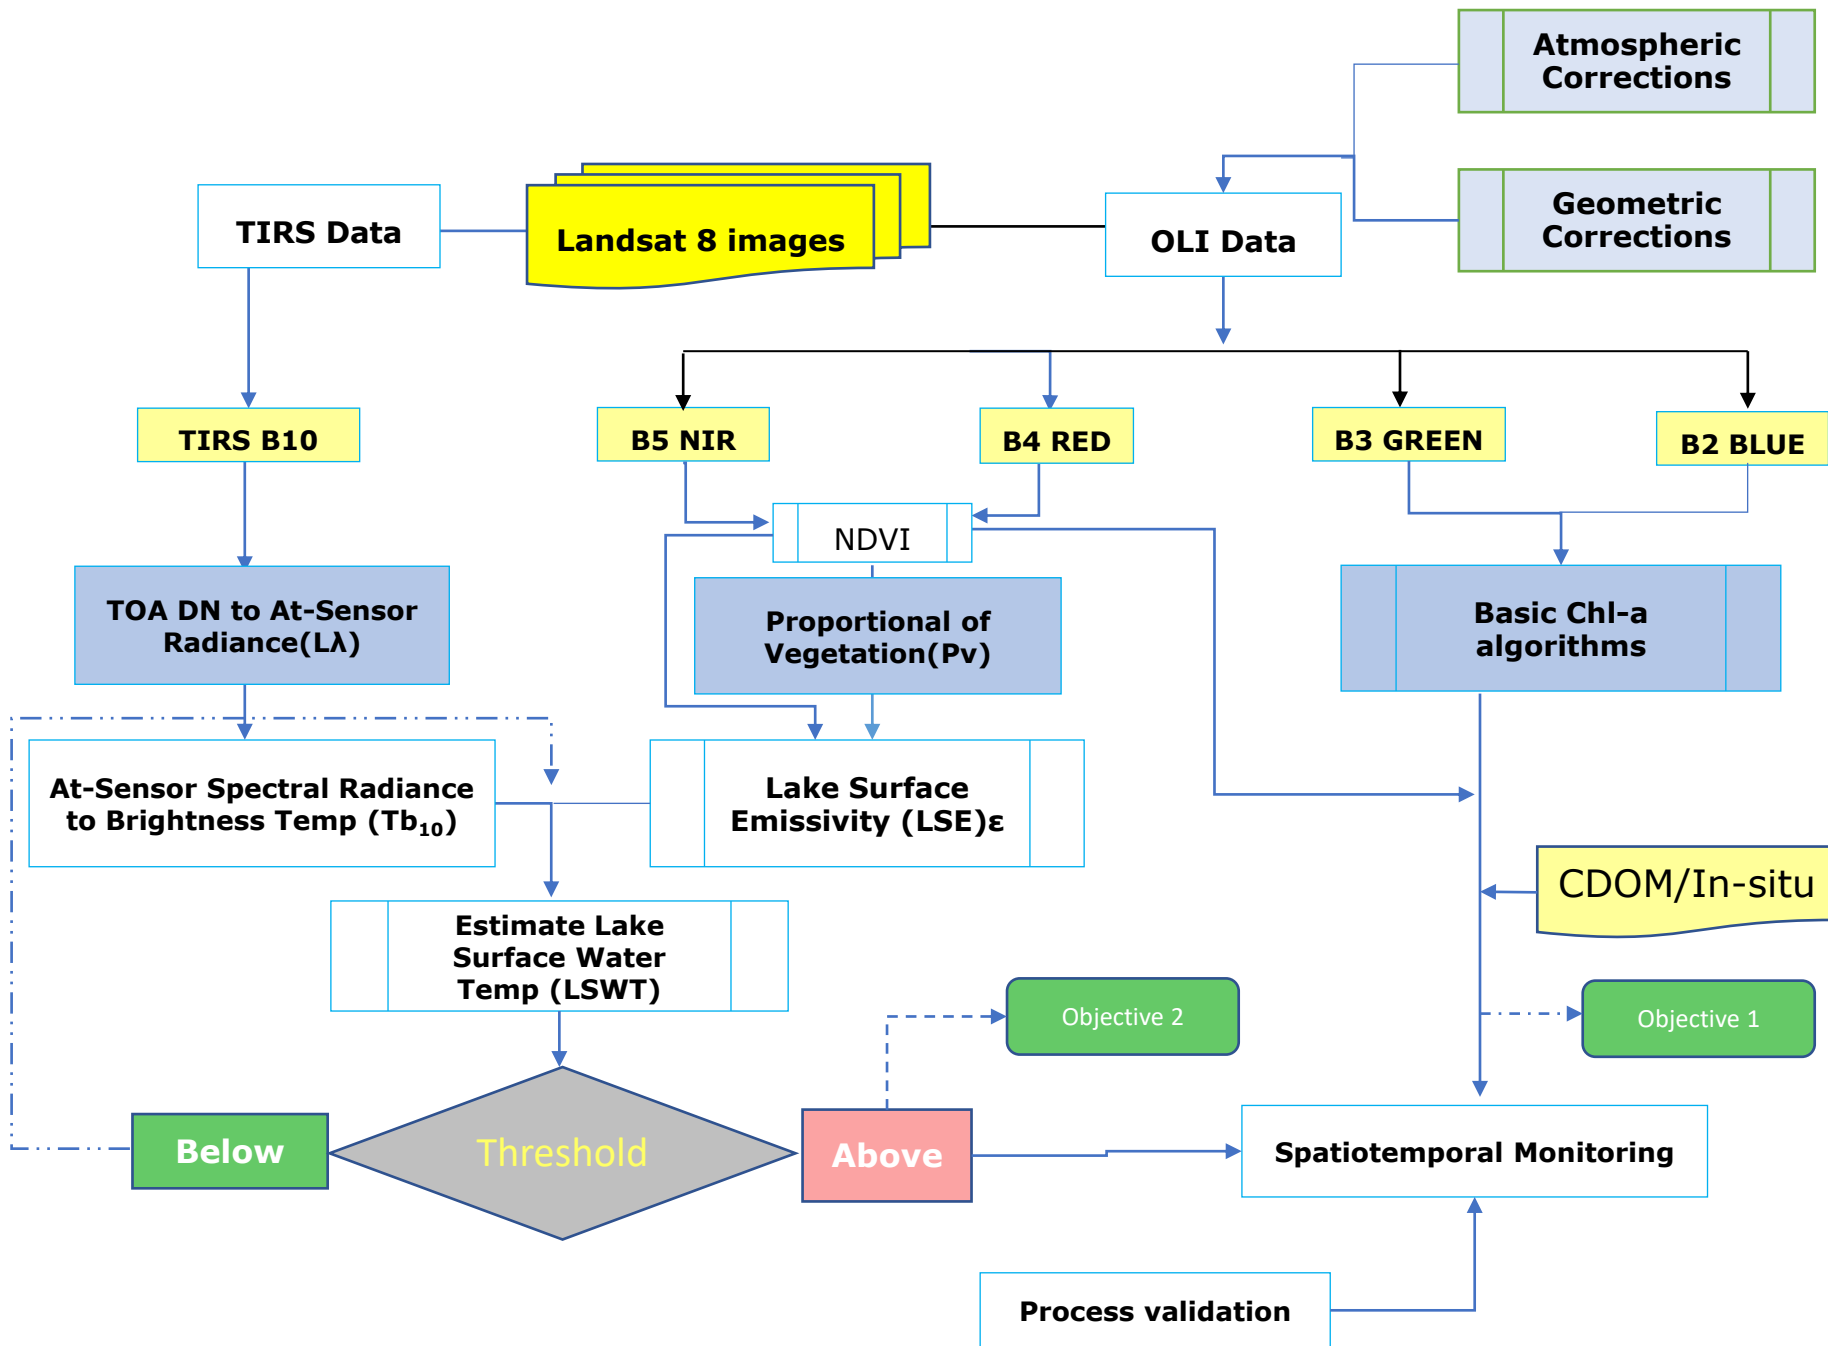 Atmospheric
Corrections
Geometric
Corrections
TIRS Data
Landsat 8 images
OLI Data
TIRS B10
B5 NIR
B4 RED
B3 GREEN
B2 BLUE
NDVI
TOA DN to At-Sensor
Radiance(Lλ)
Proportional of
Vegetation(Pv)
Basic Chl-a
algorithms
At-Sensor Spectral Radiance
to Brightness Temp (Tb₁₀)
Lake Surface
Emissivity (LSE)ε
CDOM/In-situ
Estimate Lake
Surface Water
Temp (LSWT)
Objective 2
Objective 1
Below
Threshold
Above
Spatiotemporal Monitoring
Process validation